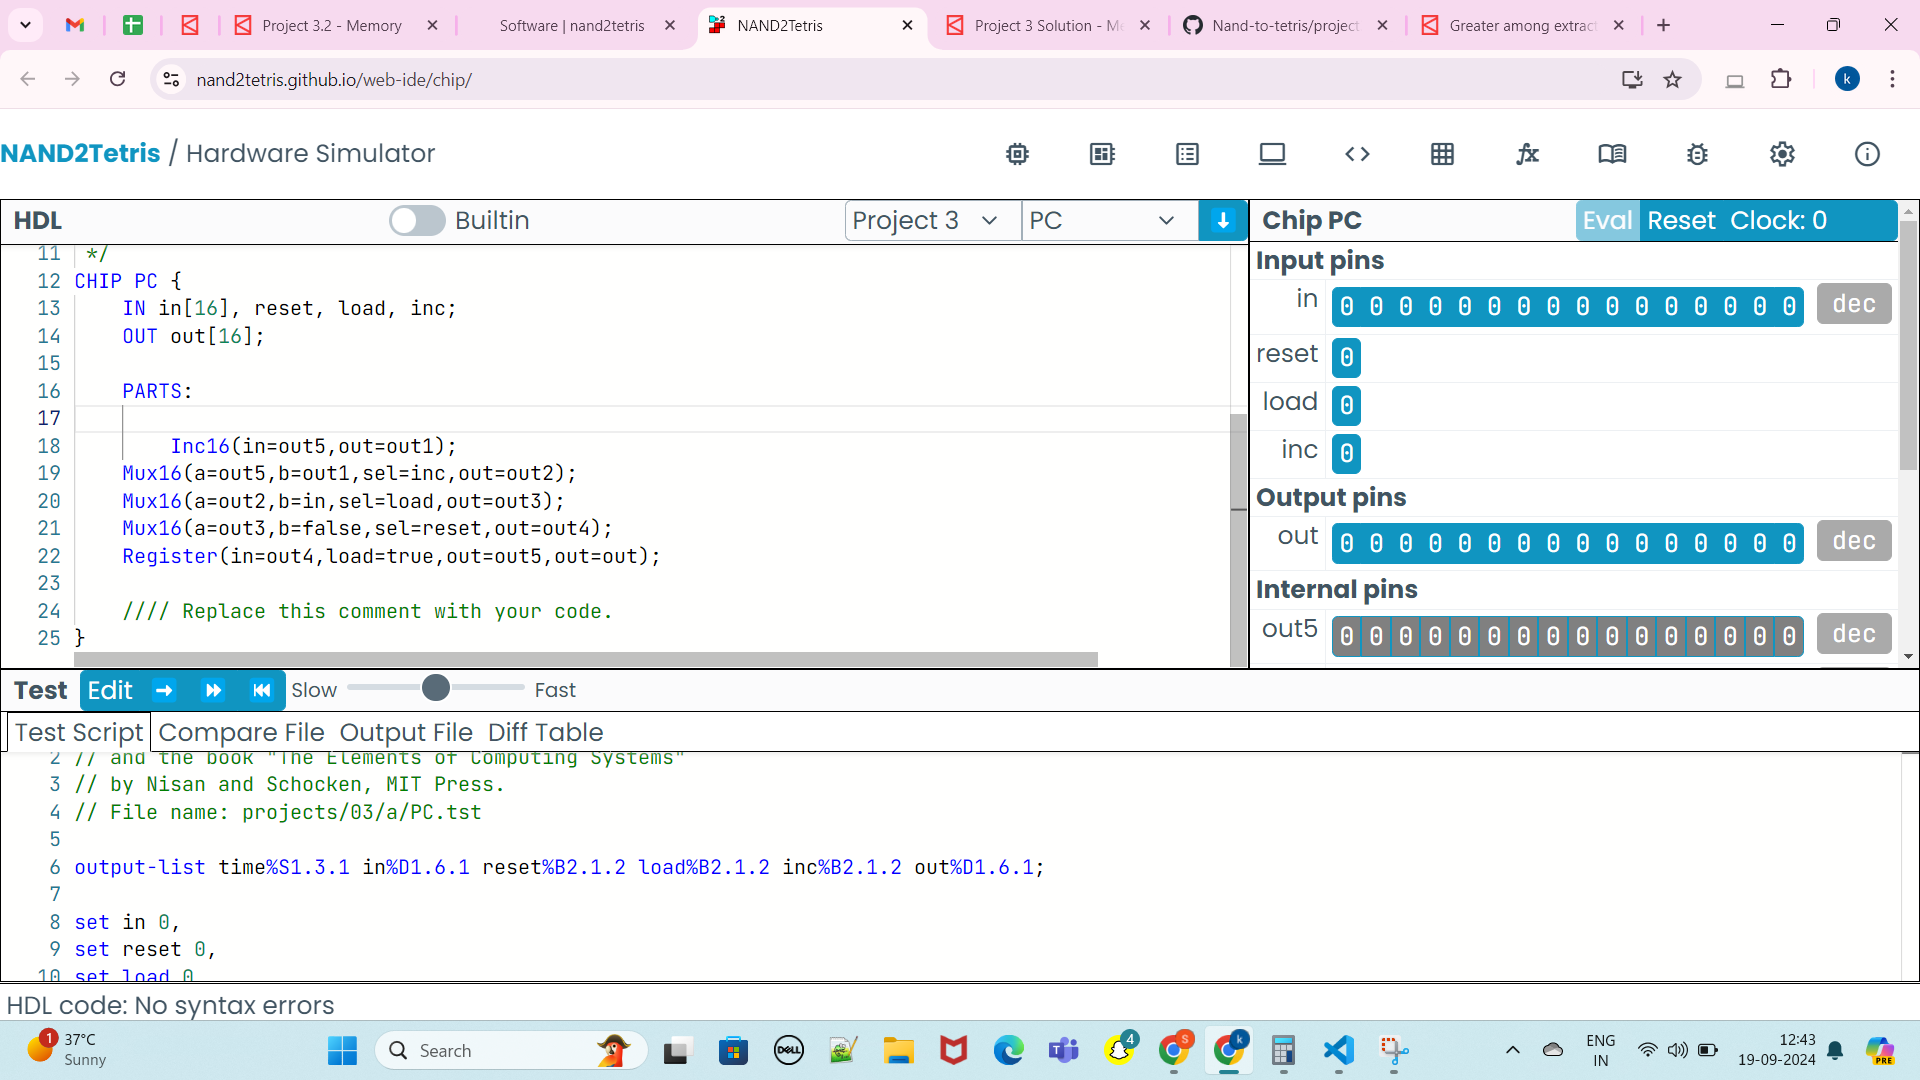 Project 3.2 - Memory
Software | nand2tetris
NAND2Tetris
Project 3 Solution - Me
Nand-to-tetris/project
Greater among extrac
nand2tetris.github.io/web-ide/chip/
k
NAND2Tetris / Hardware Simulator
HDL
Builtin
Project 3
PC
11 */
12 CHIP PC {
13 IN in[16], reset, load, inc;
14 OUT out[16];
15
16 PARTS:
17
18 Inc16(in=out5,out=out1);
19 Mux16(a=out5,b=out1,sel=inc,out=out2);
20 Mux16(a=out2,b=in,sel=load,out=out3);
21 Mux16(a=out3,b=false,sel=reset,out=out4);
22 Register(in=out4,load=true,out=out5,out=out);
23
24 //// Replace this comment with your code.
25 }
Chip PC
Eval Reset Clock: 0
Input pins
in 0 0 0 0 0 0 0 0 0 0 0 0 0 0 0 0 dec
reset 0
load 0
inc 0
Output pins
out 0 0 0 0 0 0 0 0 0 0 0 0 0 0 0 0 dec
Internal pins
out5 0 0 0 0 0 0 0 0 0 0 0 0 0 0 0 0 dec
Test Edit Slow Fast
Test Script Compare File Output File Diff Table
2 // and the book "The Elements of Computing Systems"
3 // by Nisan and Schocken, MIT Press.
4 // File name: projects/03/a/PC.tst
5
6 output-list time%S1.3.1 in%D1.6.1 reset%B2.1.2 load%B2.1.2 inc%B2.1.2 out%D1.6.1;
7
8 set in 0,
9 set reset 0,
10 set load 0
HDL code: No syntax errors
1
37°C
Sunny
Search
DELL
4
S
k
ENG
IN
12:43
19-09-2024
PRE